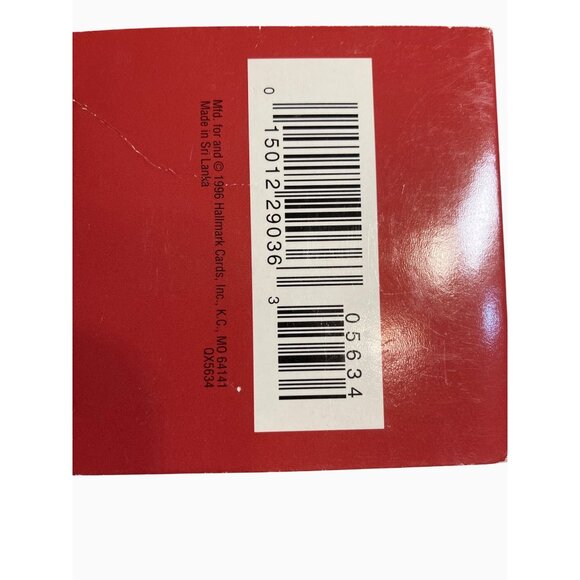 0 15012 29036 3
05634
Mfd. for and © 1996 Hallmark Cards, Inc., K.C., MO 64141
Made in Sri Lanka
QX5634